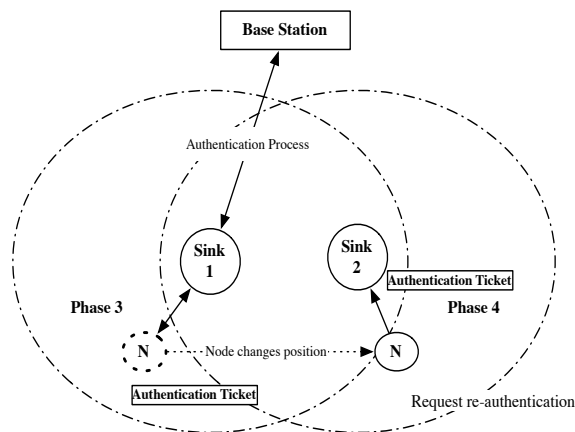 Base Station
Authentication Process
Sink
1
Sink
2
Authentication Ticket
Phase 3
Phase 4
N
Node changes position
N
Authentication Ticket
Request re-authentication